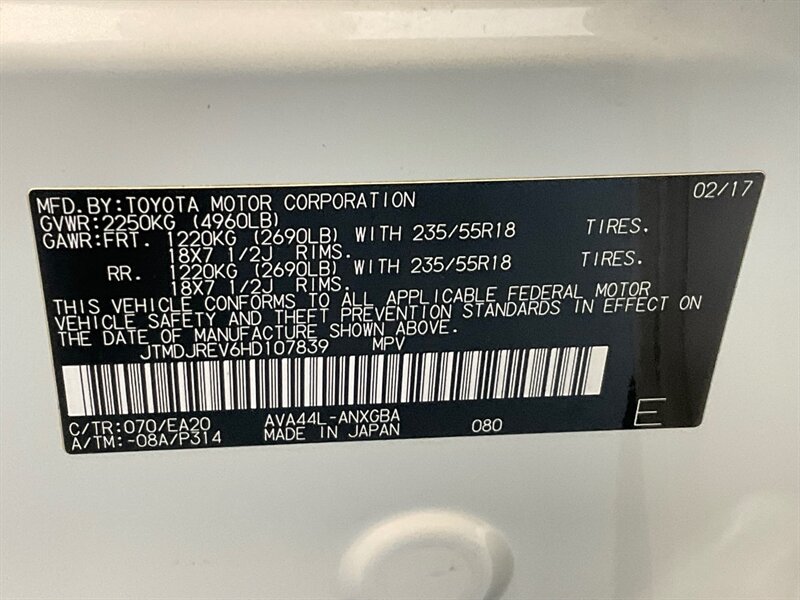 MFD.BY:TOYOTA MOTOR CORPORATION 02/17
GVWR:2250KG (4960LB)
GAWR:FRT. 1220KG (2690LB) WITH 235/55R18 TIRES.
18X7 1/2J RIMS.
RR. 1220KG (2690LB) WITH 235/55R18 TIRES.
18X7 1/2J RIMS.
THIS VEHICLE CONFORMS TO ALL APPLICABLE FEDERAL MOTOR
VEHICLE SAFETY AND THEFT PREVENTION STANDARDS IN EFFECT ON
THE DATE OF MANUFACTURE SHOWN ABOVE.
JTMDJREV6HD107839 MPV
C/TR:070/EA20 AVA44L-ANXGBA
A/TM:-08A/P314 MADE IN JAPAN 080 E